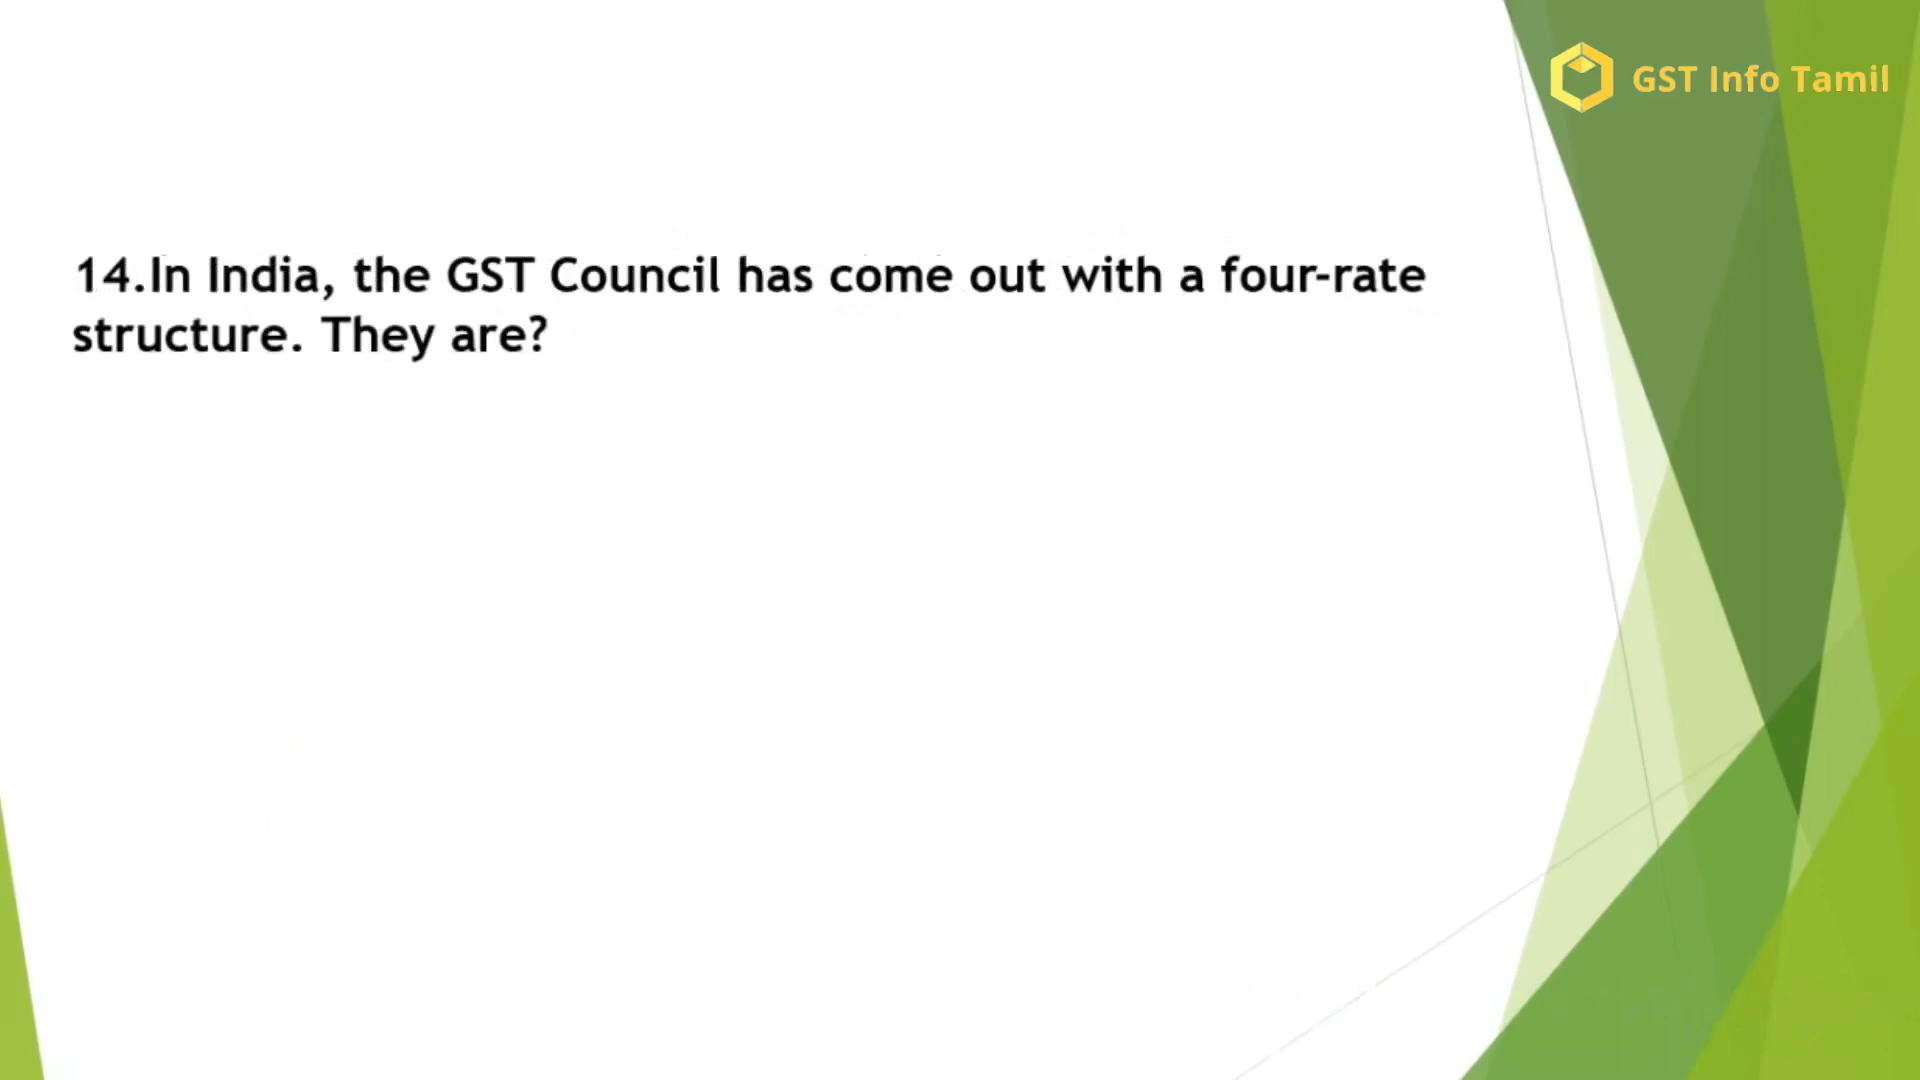 GST Info Tamil
14.In India, the GST Council has come out with a four-rate
structure. They are?